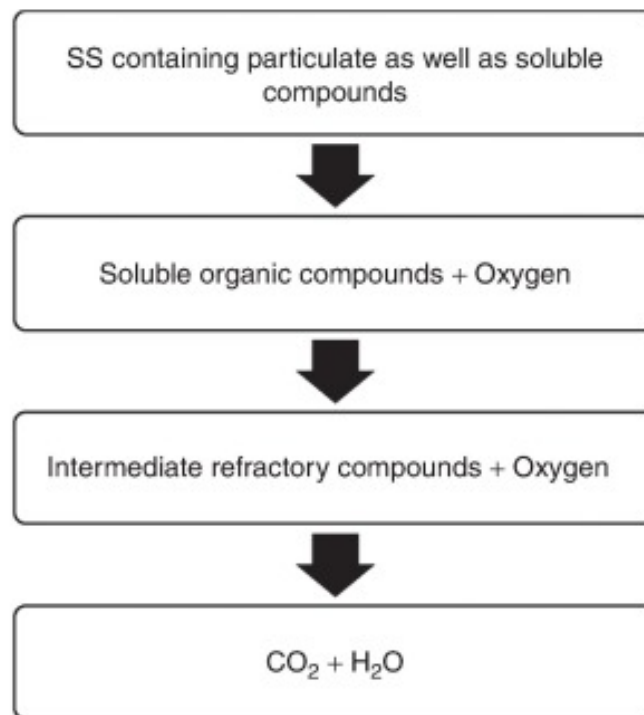 SS containing particulate as well as soluble
compounds
Soluble organic compounds + Oxygen
Intermediate refractory compounds + Oxygen
CO₂ + H₂O